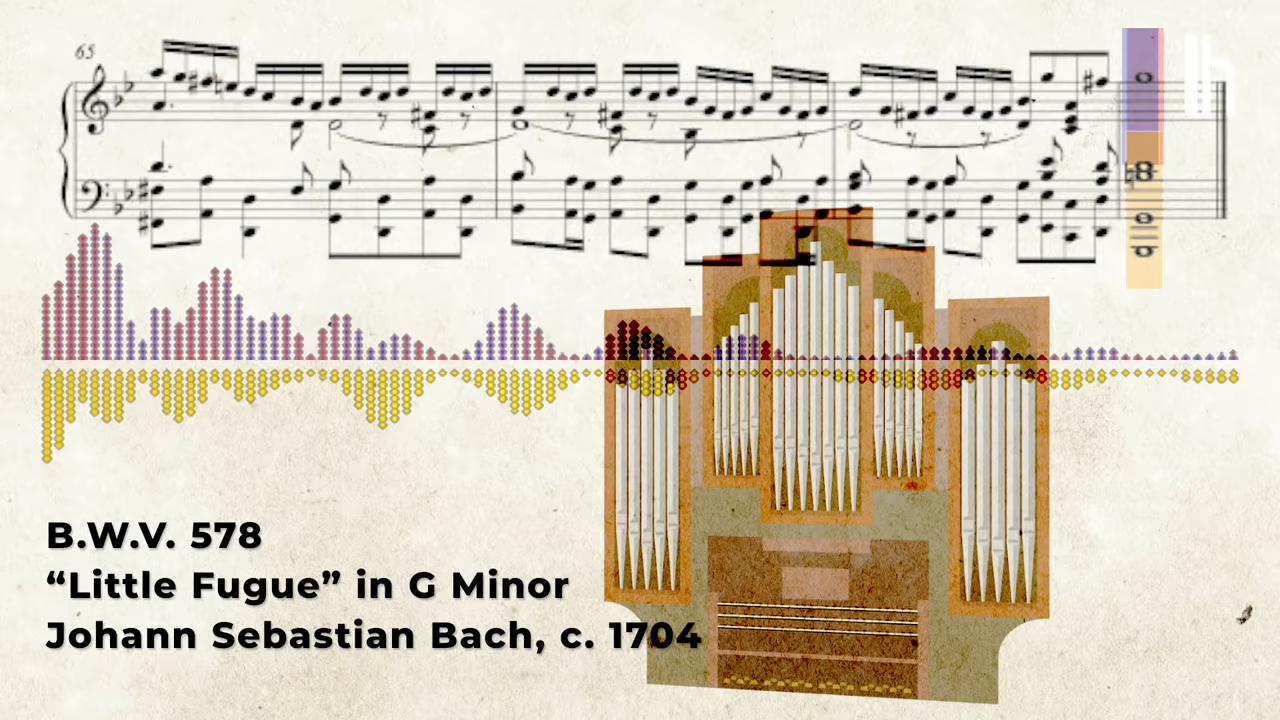 65
B.W.V. 578
“Little Fugue” in G Minor
Johann Sebastian Bach, c. 1704